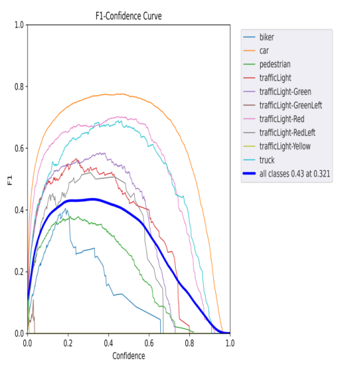 F1-Confidence Curve
1.0
0.8
0.6
0.4
0.2
0.0
F1
0.0 0.2 0.4 0.6 0.8 1.0
Confidence
biker
car
pedestrian
trafficLight
trafficLight-Green
trafficLight-GreenLeft
trafficLight-Red
trafficLight-RedLeft
trafficLight-Yellow
truck
all classes 0.43 at 0.321